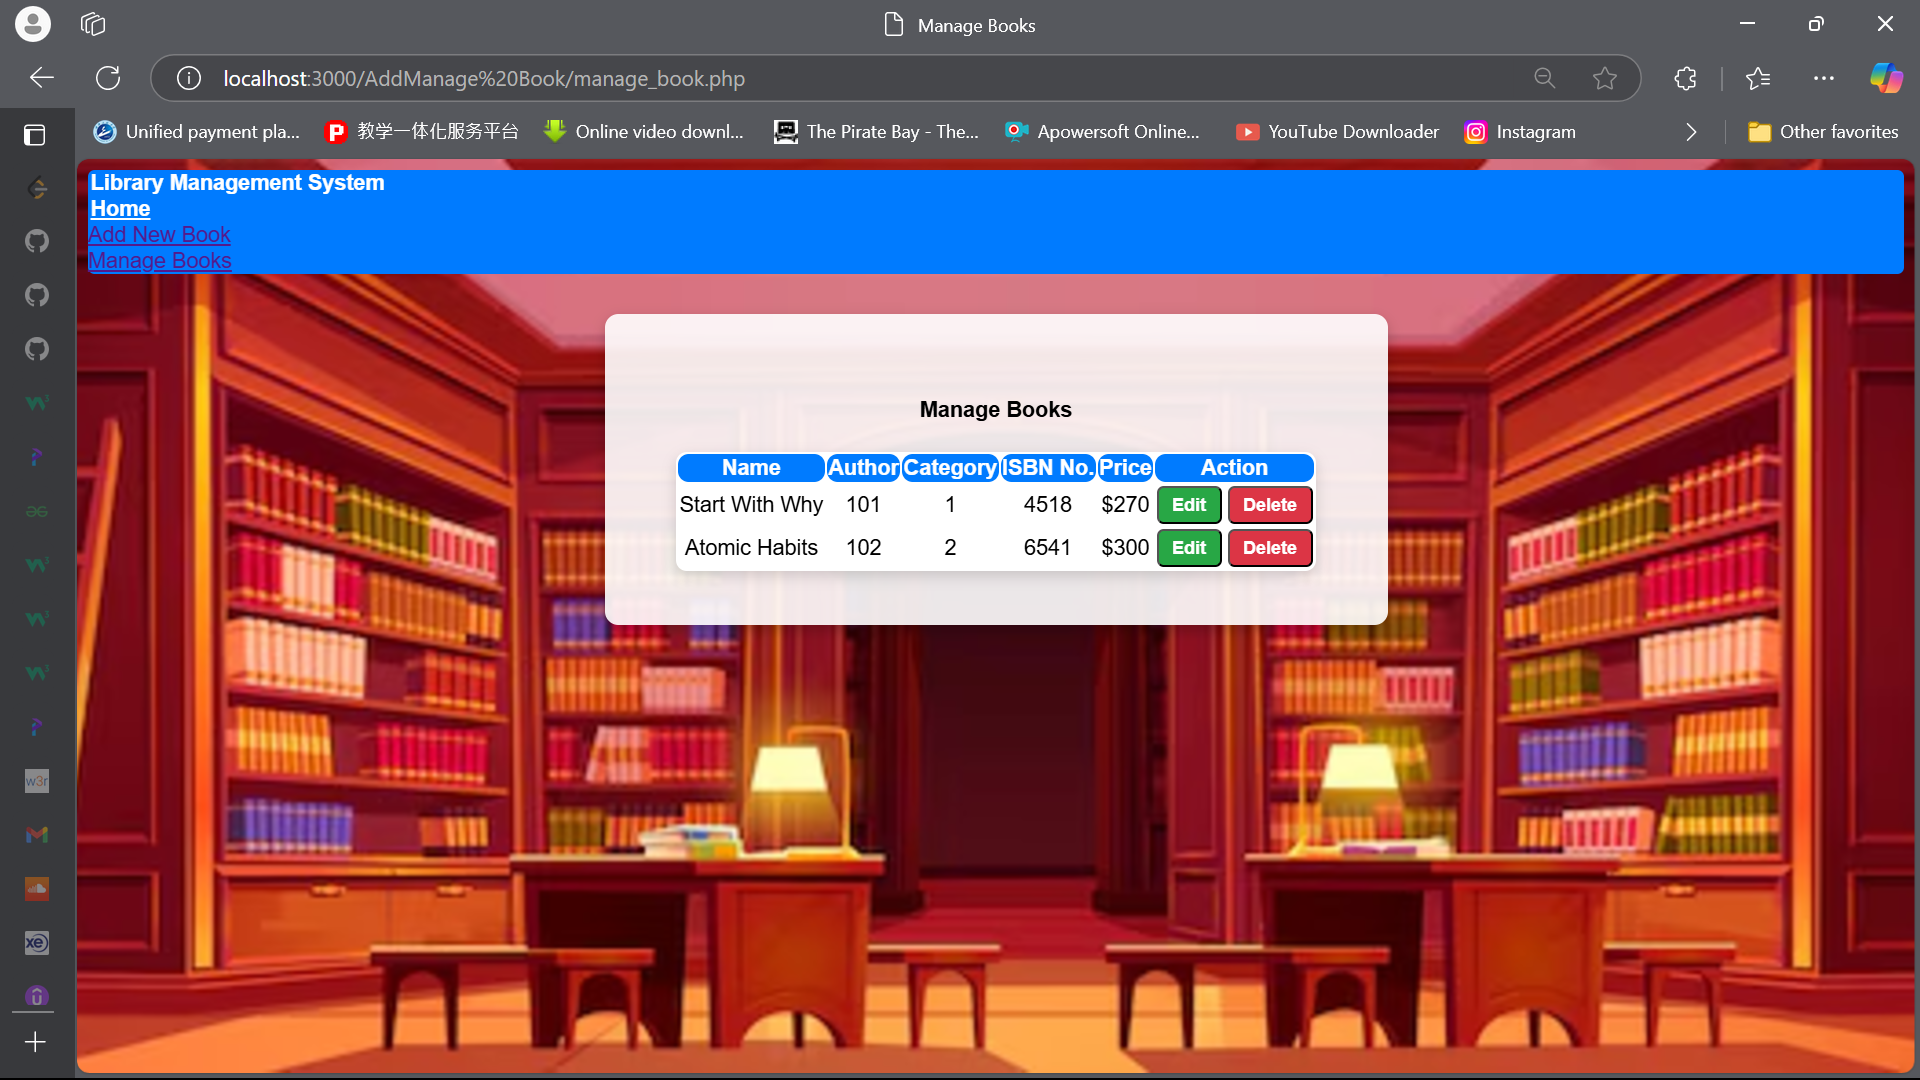 Manage Books
localhost:3000/AddManage%20Book/manage_book.php
Unified payment pla... 教学一体化服务平台 Online video downl... The Pirate Bay - The... Apowersoft Online... YouTube Downloader Instagram Other favorites
Library Management System
Home
Add New Book
Manage Books
Manage Books
Name Author Category ISBN No. Price Action
Start With Why 101 1 4518 $270 Edit Delete
Atomic Habits 102 2 6541 $300 Edit Delete
w3r
xe